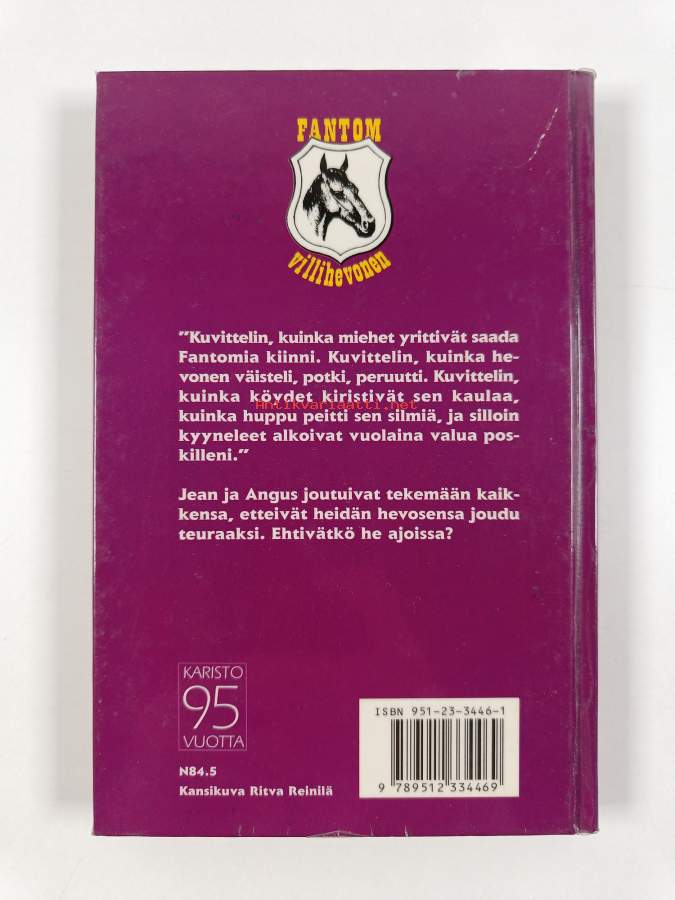 FANTOM
villihevonen
”Kuvittelin, kuinka miehet yrittivät saada
Fantomia kiinni. Kuvittelin, kuinka he-
vonen väisteli, potki, peruutti. Kuvittelin,
kuinka köydet kiristivät sen kaulaa,
Antikvariaatti.net
kuinka huppu peitti sen silmiä, ja silloin
kyyneleet alkoivat vuolaina valua pos-
killeni.”
Jean ja Angus joutuivat tekemään kaik-
kensa, etteivät heidän hevosensa joudu
teuraaksi. Ehtivätkö he ajoissa?
KARISTO
95
VUOTTA
N84.5
Kansikuva Ritva Reinilä
ISBN 951-23-3446-1
9 789512 334469